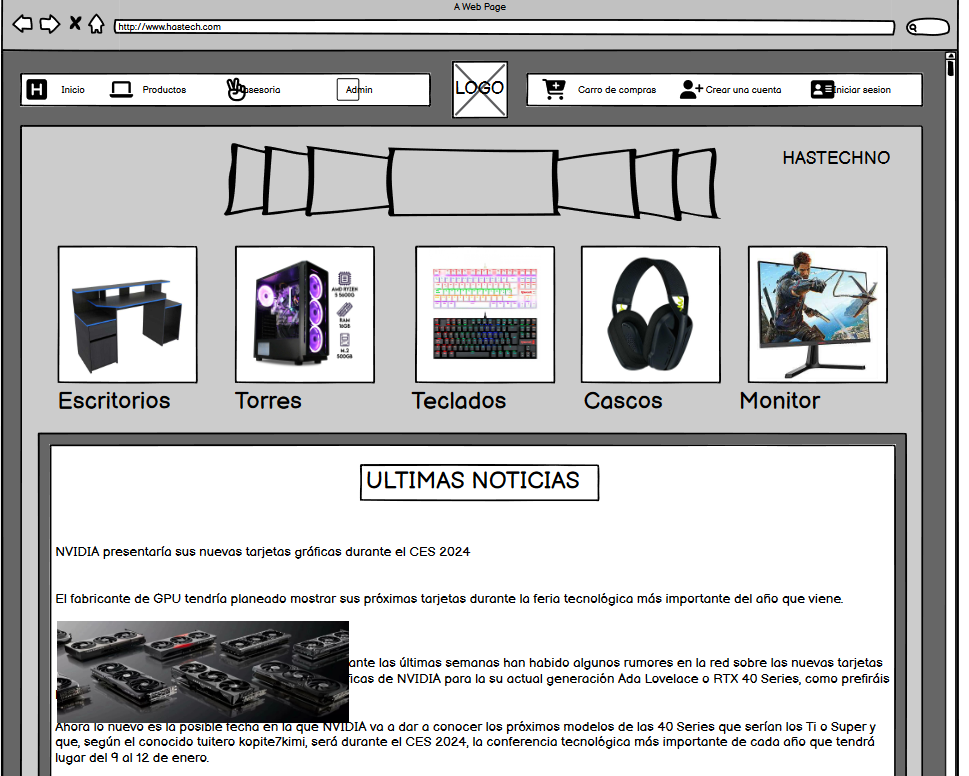 A Web Page
http://www.hastech.com
Inicio
Productos
Asesoria
Admin
LOGO
Carro de compras
Crear una cuenta
Iniciar sesion
HASTECHNO
AMD RYZEN
5 5600G
RAM
16GB
M.2
500GB
Escritorios
Torres
Teclados
Cascos
Monitor
ULTIMAS NOTICIAS
NVIDIA presentaría sus nuevas tarjetas gráficas durante el CES 2024
El fabricante de GPU tendría planeado mostrar sus próximas tarjetas durante la feria tecnológica más importante del año que viene.
ante las últimas semanas han habido algunos rumores en la red sobre las nuevas tarjetas
ficas de NVIDIA para la su actual generación Ada Lovelace o RTX 40 Series, como prefiráis
Ahora lo nuevo es la posible fecha en la que NVIDIA va a dar a conocer los próximos modelos de las 40 Series que serían los Ti o Super y
que, según el conocido tuitero kopite7kimi, será durante el CES 2024, la conferencia tecnológica más importante de cada año que tendrá
lugar del 9 al 12 de enero.